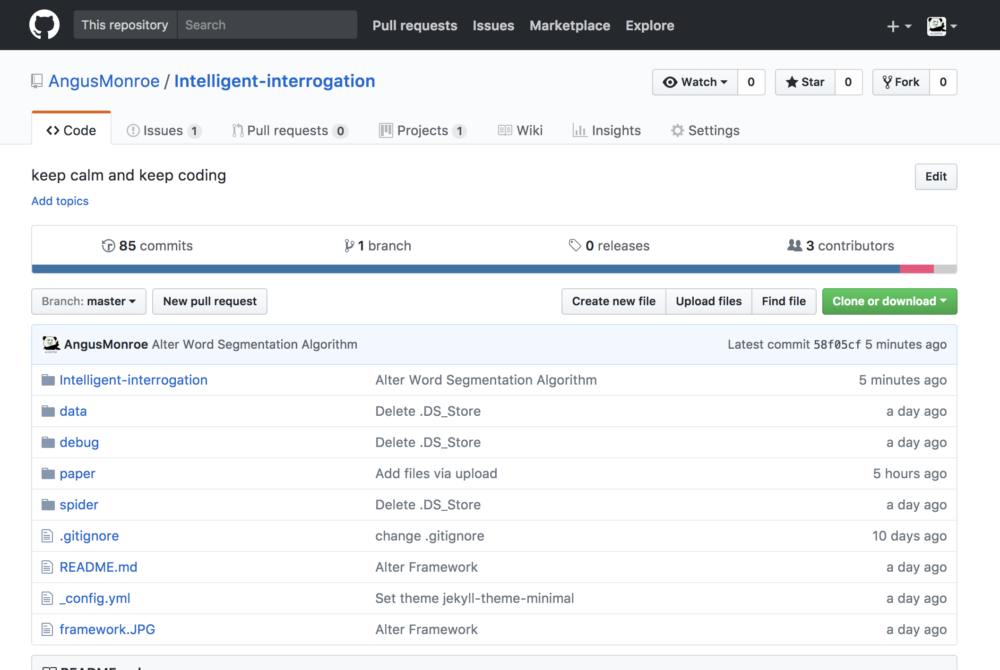 This repository Search Pull requests Issues Marketplace Explore
ACCEPTED
AngusMonroe / Intelligent-interrogation Watch 0 Star 0 Fork 0
Code Issues 1 Pull requests 0 Projects 1 Wiki Insights Settings
keep calm and keep coding Edit
Add topics
85 commits 1 branch 0 releases 3 contributors
Branch: master New pull request Create new file Upload files Find file Clone or download
AngusMonroe Alter Word Segmentation Algorithm Latest commit 58f05cf 5 minutes ago
ACCEPTED
Intelligent-interrogation Alter Word Segmentation Algorithm 5 minutes ago
data Delete .DS_Store a day ago
debug Delete .DS_Store a day ago
paper Add files via upload 5 hours ago
spider Delete .DS_Store a day ago
.gitignore change .gitignore 10 days ago
README.md Alter Framework a day ago
_config.yml Set theme jekyll-theme-minimal a day ago
framework.JPG Alter Framework a day ago
README.md